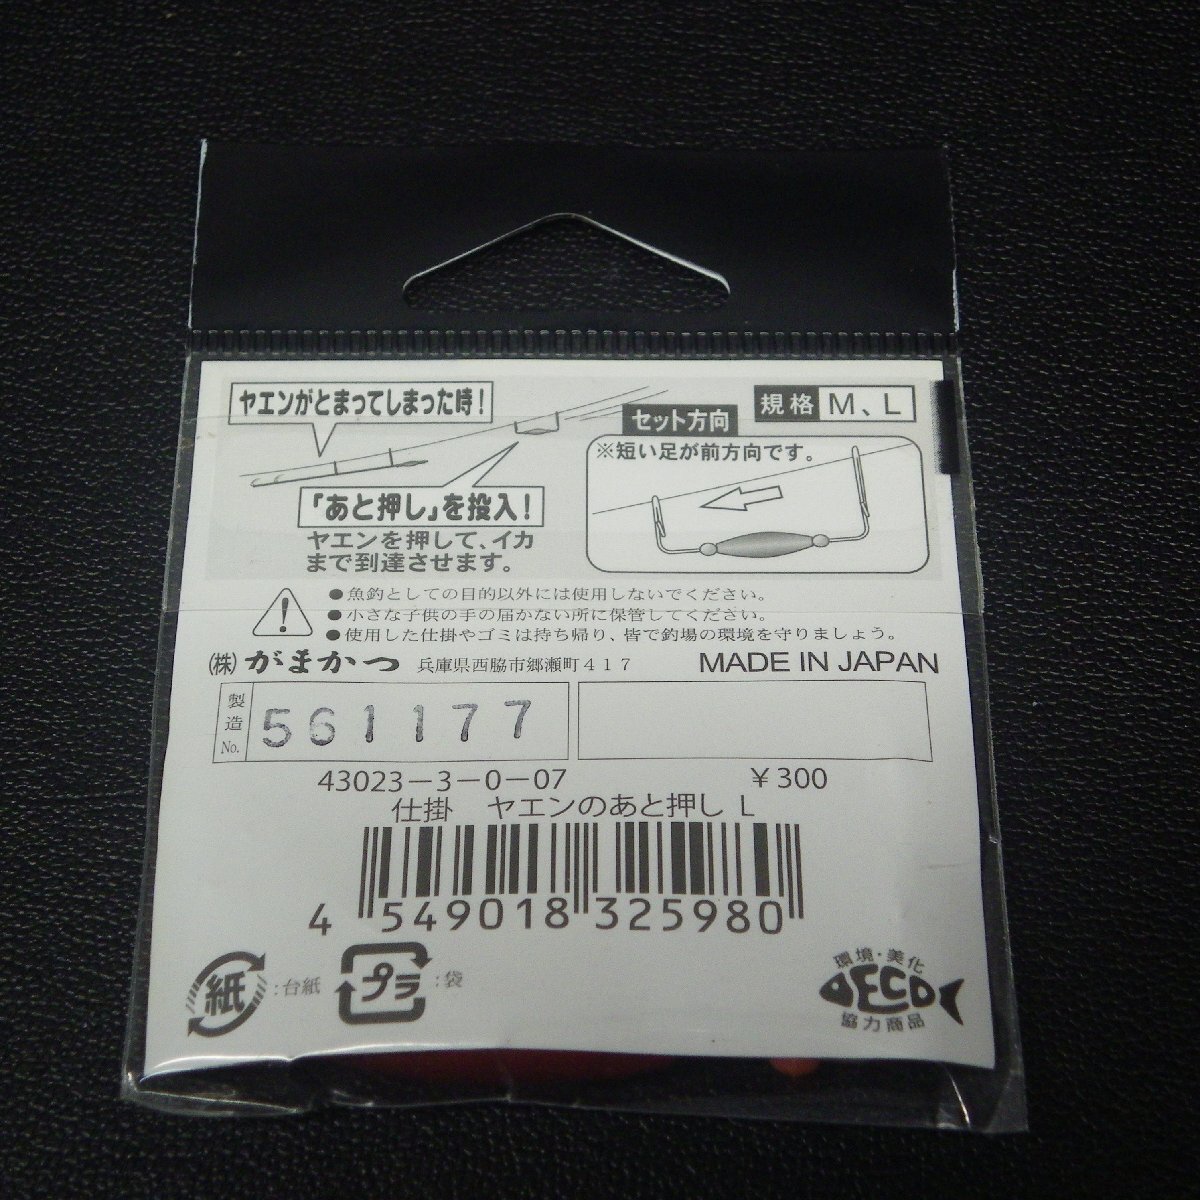 ヤエンがとまってしまった時!
規格 M、L
セット方向
※短い足が前方向です。
「あと押し」を投入!
ヤエンを押して、イカ
まで到達させます。
●魚釣としての目的以外には使用しないでください。
●小さな子供の手の届かない所に保管してください。
●使用した仕掛やゴミは持ち帰り、皆で釣場の環境を守りましょう。
(株)がまかつ 兵庫県西脇市郷瀬町417 MADE IN JAPAN
製造No. 561177
43023-3-0-07 ¥300
仕掛 ヤエンのあと押し L
4 549018 325980
紙 :台紙 プラ :袋
環境・美化
ECO
協力商品